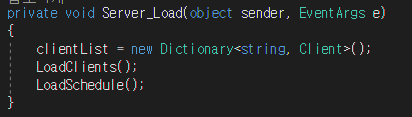 private void Server_Load(object sender, EventArgs e)
{
clientList = new Dictionary<string, Client>();
LoadClients();
LoadSchedule();
}